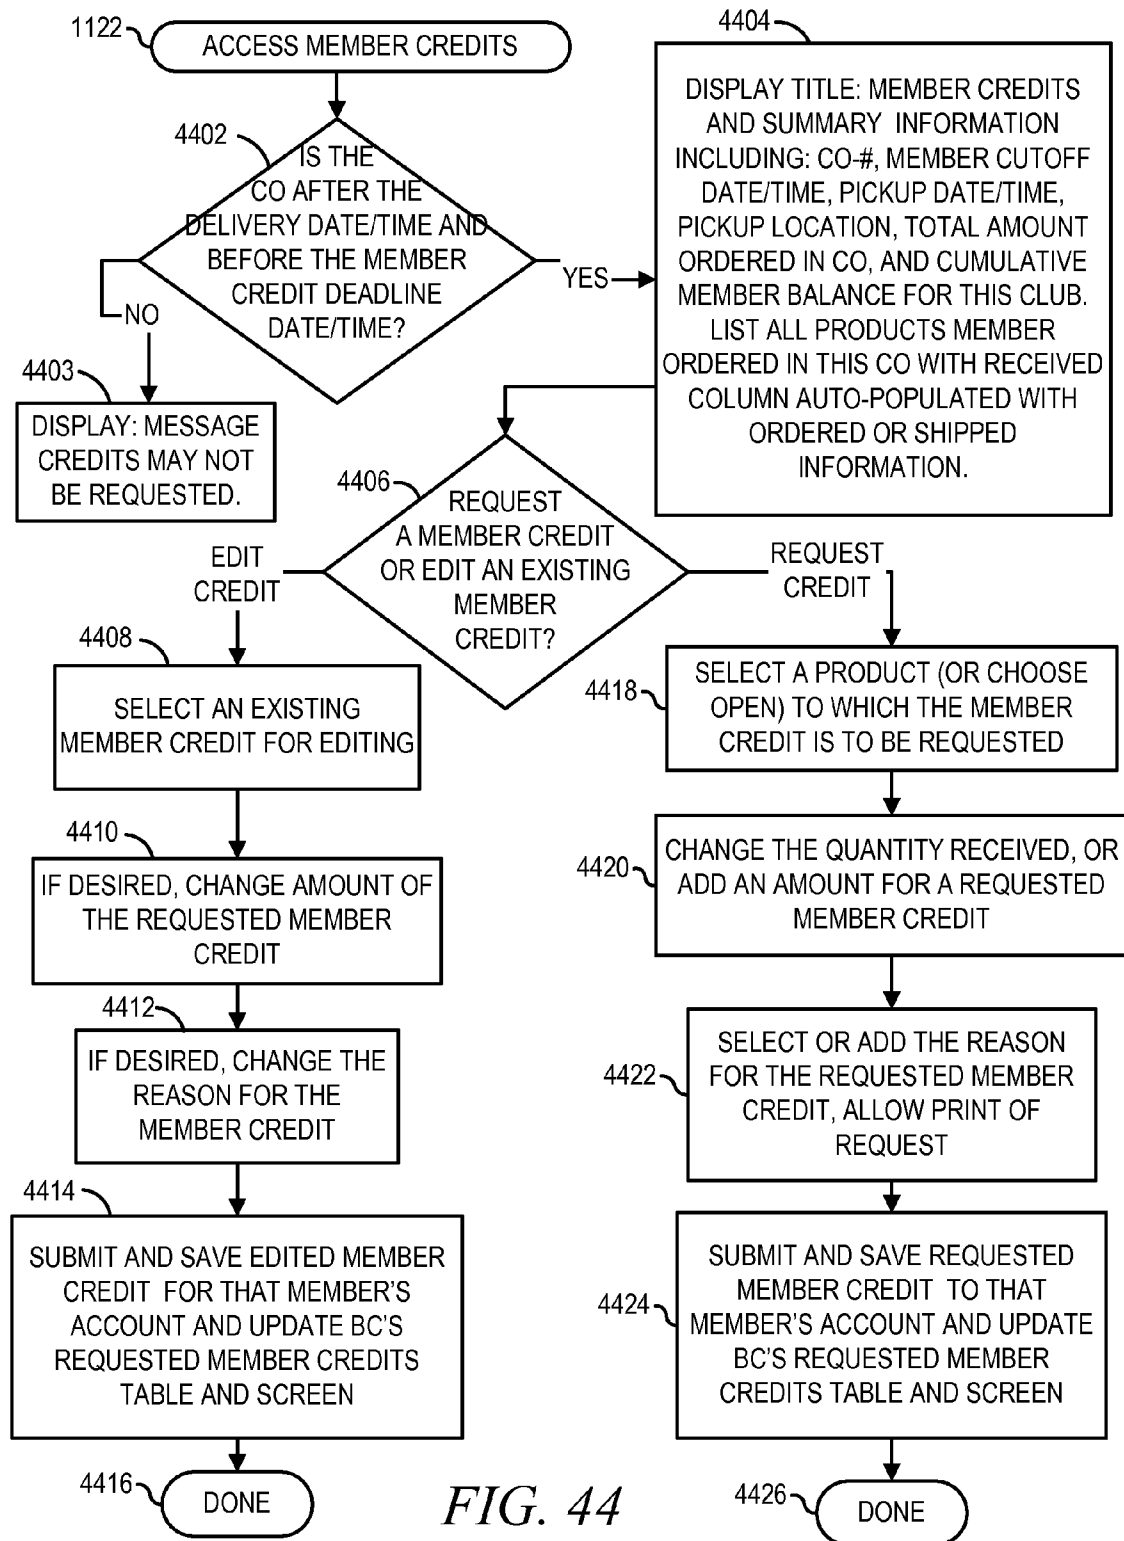 1122
ACCESS MEMBER CREDITS
4402
IS THE
CO AFTER THE
DELIVERY DATE/TIME AND
BEFORE THE MEMBER
CREDIT DEADLINE
DATE/TIME?
YES
NO
4403
DISPLAY: MESSAGE
CREDITS MAY NOT
BE REQUESTED.
4404
DISPLAY TITLE: MEMBER CREDITS
AND SUMMARY INFORMATION
INCLUDING: CO-#, MEMBER CUTOFF
DATE/TIME, PICKUP DATE/TIME,
PICKUP LOCATION, TOTAL AMOUNT
ORDERED IN CO, AND CUMULATIVE
MEMBER BALANCE FOR THIS CLUB.
LIST ALL PRODUCTS MEMBER
ORDERED IN THIS CO WITH RECEIVED
COLUMN AUTO-POPULATED WITH
ORDERED OR SHIPPED
INFORMATION.
4406
REQUEST
A MEMBER CREDIT
OR EDIT AN EXISTING
MEMBER
CREDIT?
EDIT
CREDIT
REQUEST
CREDIT
4408
SELECT AN EXISTING
MEMBER CREDIT FOR EDITING
4410
IF DESIRED, CHANGE AMOUNT OF
THE REQUESTED MEMBER
CREDIT
4412
IF DESIRED, CHANGE THE
REASON FOR THE
MEMBER CREDIT
4414
SUBMIT AND SAVE EDITED MEMBER
CREDIT FOR THAT MEMBER'S
ACCOUNT AND UPDATE BC'S
REQUESTED MEMBER CREDITS
TABLE AND SCREEN
4416
DONE
4418
SELECT A PRODUCT (OR CHOOSE
OPEN) TO WHICH THE MEMBER
CREDIT IS TO BE REQUESTED
4420
CHANGE THE QUANTITY RECEIVED, OR
ADD AN AMOUNT FOR A REQUESTED
MEMBER CREDIT
4422
SELECT OR ADD THE REASON
FOR THE REQUESTED MEMBER
CREDIT, ALLOW PRINT OF
REQUEST
4424
SUBMIT AND SAVE REQUESTED
MEMBER CREDIT TO THAT
MEMBER'S ACCOUNT AND UPDATE
BC'S REQUESTED MEMBER
CREDITS TABLE AND SCREEN
4426
DONE
FIG. 44